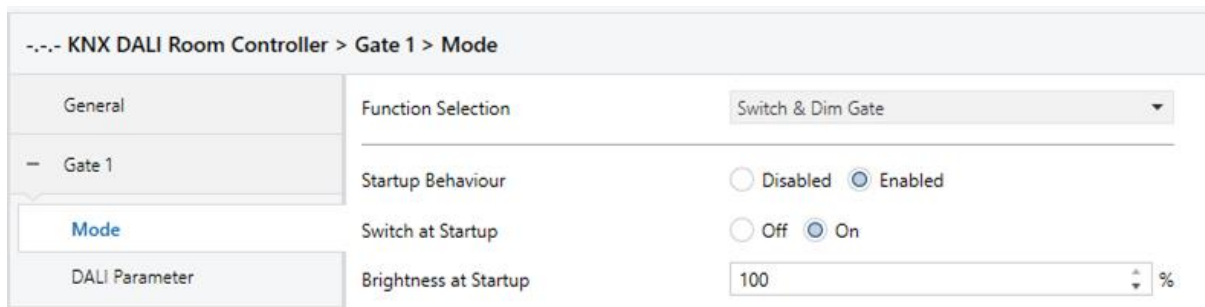 -.-.- KNX DALI Room Controller > Gate 1 > Mode
General
Function Selection
Switch & Dim Gate
Gate 1
Startup Behaviour
Disabled Enabled
Mode
Switch at Startup
Off On
DALI Parameter
Brightness at Startup
100 %